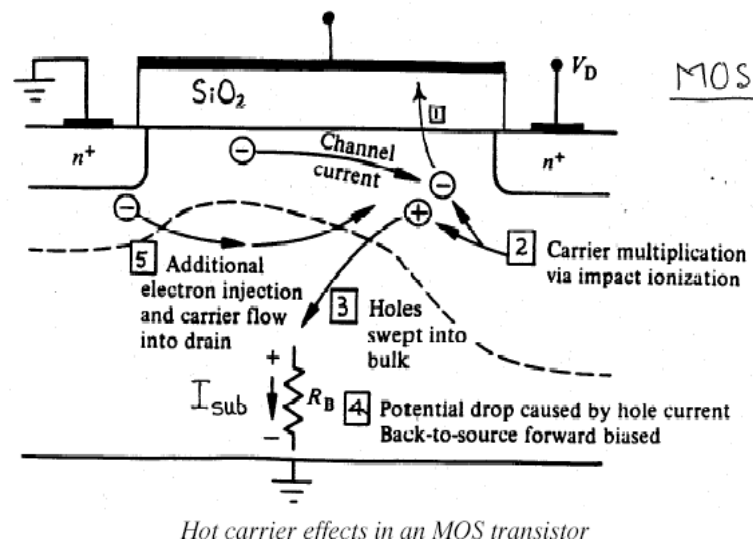 MOS
V_D
SiO₂
1
n⁺
Channel
current
n⁺
−
−
−
+
2 Carrier multiplication
via impact ionization
5 Additional
electron injection
and carrier flow
into drain
3 Holes
swept into
bulk
+
I_sub
R_B
−
4 Potential drop caused by hole current
Back-to-source forward biased
Hot carrier effects in an MOS transistor